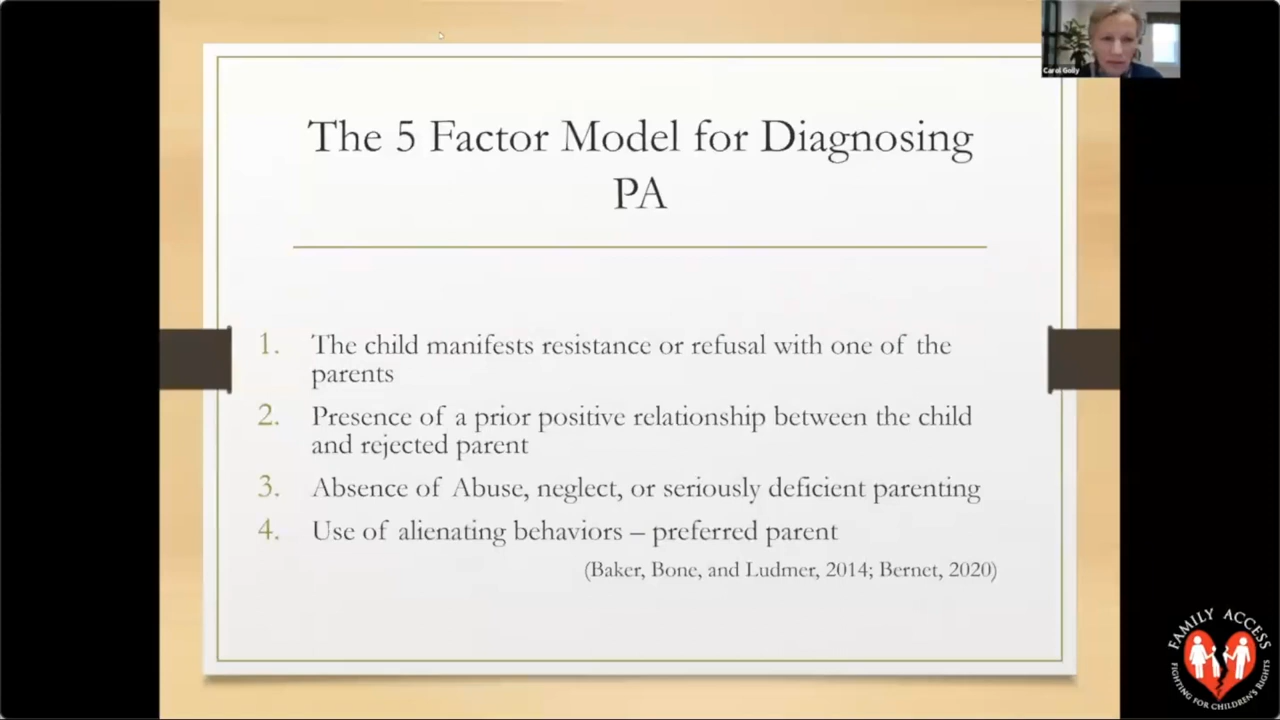 Carol Golly
The 5 Factor Model for Diagnosing
PA
1. The child manifests resistance or refusal with one of the
parents
2. Presence of a prior positive relationship between the child
and rejected parent
3. Absence of Abuse, neglect, or seriously deficient parenting
4. Use of alienating behaviors – preferred parent
(Baker, Bone, and Ludmer, 2014; Bernet, 2020)
FAMILY ACCESS
FIGHTING FOR CHILDREN'S RIGHTS